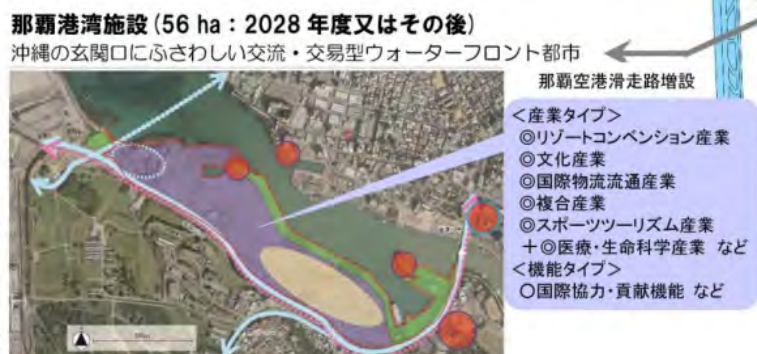 那覇港湾施設(56 ha：2028 年度又はその後)
沖縄の玄関口にふさわしい交流・交易型ウォーターフロント都市
那覇空港滑走路増設
＜産業タイプ＞
◎リゾートコンベンション産業
◎文化産業
◎国際物流流通産業
◎複合産業
◎スポーツツーリズム産業
＋◎医療・生命科学産業 など
＜機能タイプ＞
○国際協力・貢献機能 など